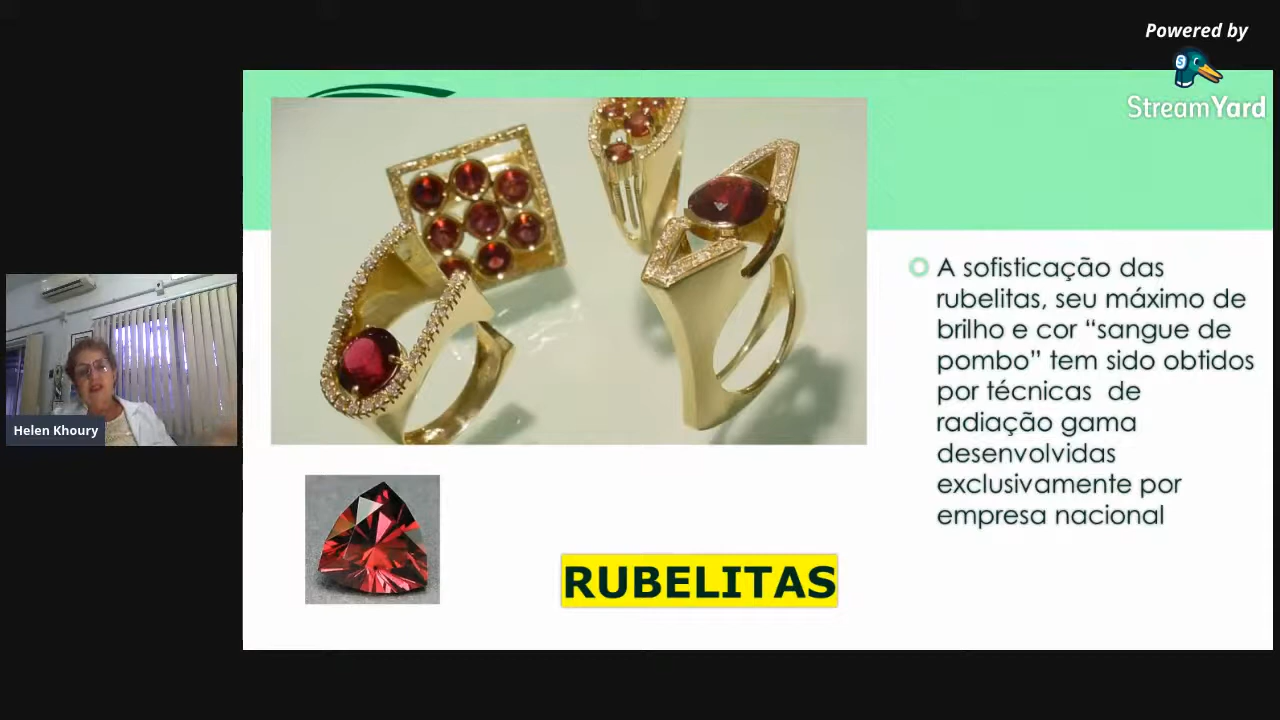 Powered by
StreamYard
A sofisticação das
rubelitas, seu máximo de
brilho e cor “sangue de
pombo” tem sido obtidos
por técnicas de
radiação gama
desenvolvidas
exclusivamente por
empresa nacional
Helen Khoury
RUBELITAS